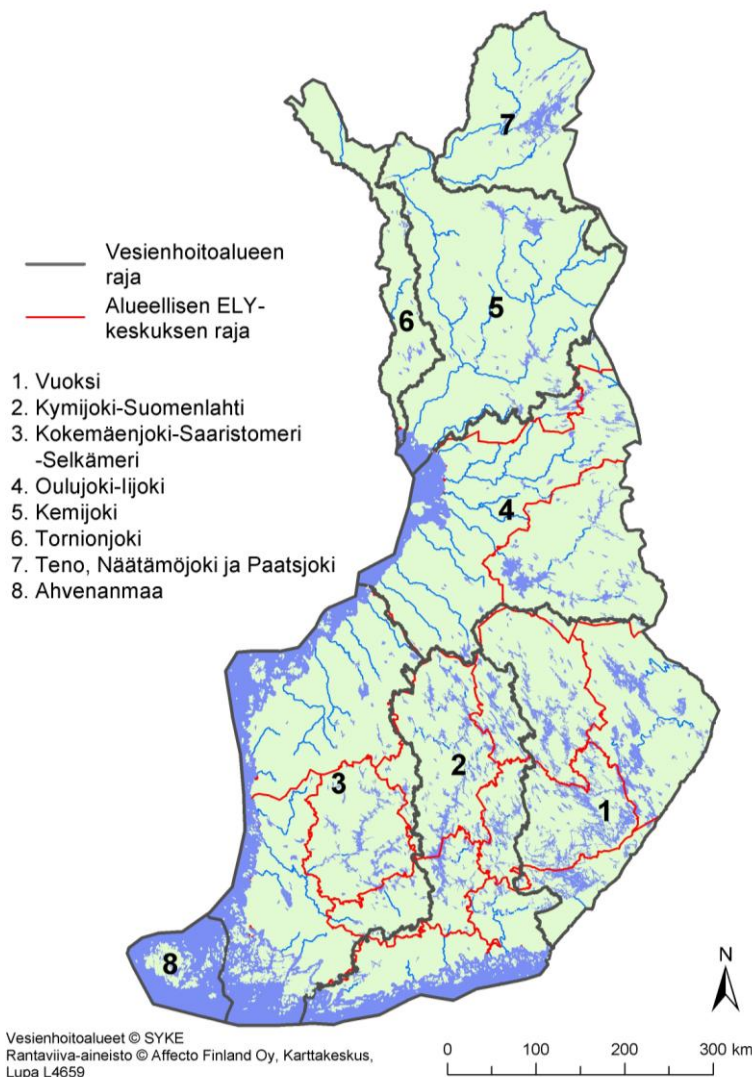 7
Vesienhoitoalueen
raja
Alueellisen ELY-
keskuksen raja
5
6
1. Vuoksi
2. Kymijoki-Suomenlahti
3. Kokemäenjoki-Saaristomeri
-Selkämeri
4. Oulujoki-Iijoki
5. Kemijoki
6. Tornionjoki
7. Teno, Näätämöjoki ja Paatsjoki
8. Ahvenanmaa
4
2
3
1
8
N
Vesienhoitoalueet © SYKE
Rantaviiva-aineisto © Affecto Finland Oy, Karttakeskus,
Lupa L4659
0 100 200 300 km